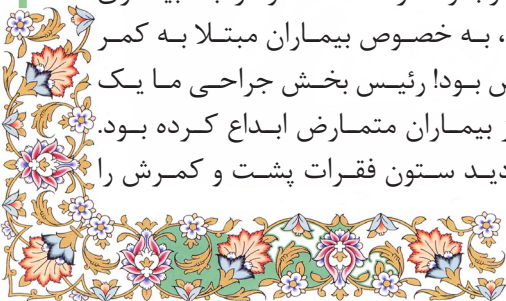 ، به خصوص بیماران مبتلا به کمر
بود! رئیس بخش جراحی ما یک
بیماران متمارض ابداع کرده بود.
ستون فقرات پشت و کمرش را